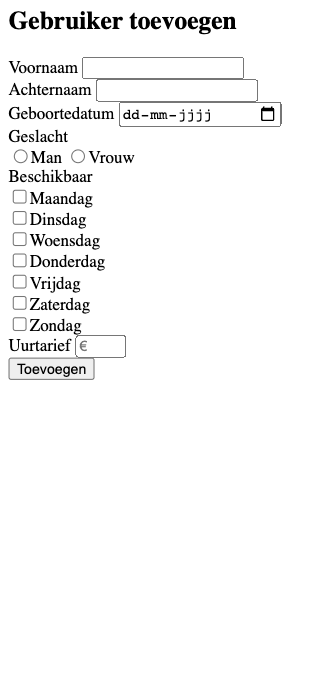 Gebruiker toevoegen
Voornaam
Achternaam
Geboortedatum dd-mm-jjjj
Geslacht
Man Vrouw
Beschikbaar
Maandag
Dinsdag
Woensdag
Donderdag
Vrijdag
Zaterdag
Zondag
Uurtarief €
Toevoegen